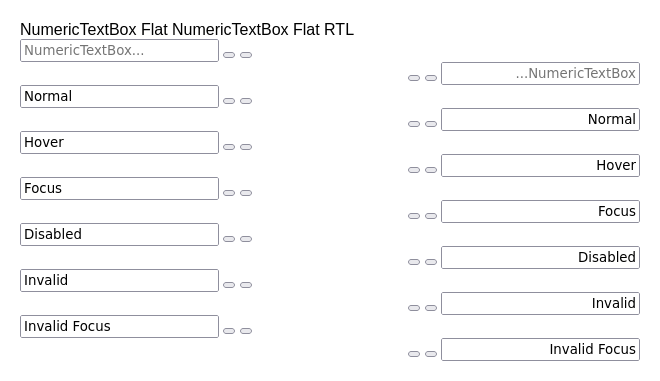 NumericTextBox Flat NumericTextBox Flat RTL
NumericTextBox...
...NumericTextBox
Normal
Normal
Hover
Hover
Focus
Focus
Disabled
Disabled
Invalid
Invalid
Invalid Focus
Invalid Focus